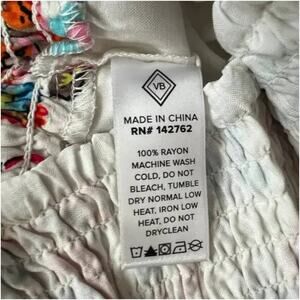 VB
MADE IN CHINA
RN# 142762
100% RAYON
MACHINE WASH
COLD, DO NOT
BLEACH, TUMBLE
DRY NORMAL LOW
HEAT, IRON LOW
HEAT, DO NOT
DRYCLEAN